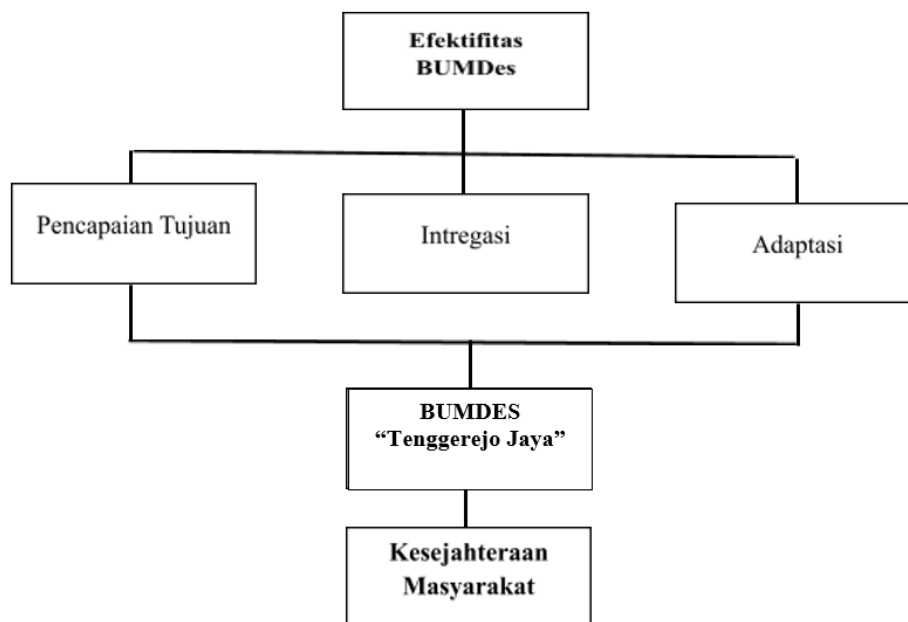 Efektifitas
BUMDes
Pencapaian Tujuan
Intregasi
Adaptasi
BUMDES
“Tenggerejo Jaya”
Kesejahteraan
Masyarakat